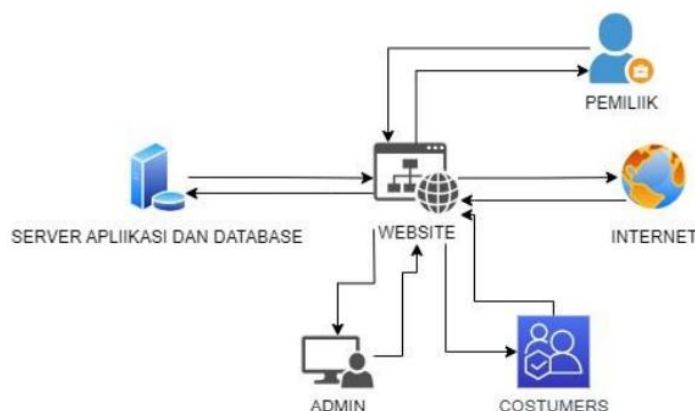 PEMILIIK
SERVER APLIIKASI DAN DATABASE
WEBSITE
INTERNET
ADMIN
COSTUMERS